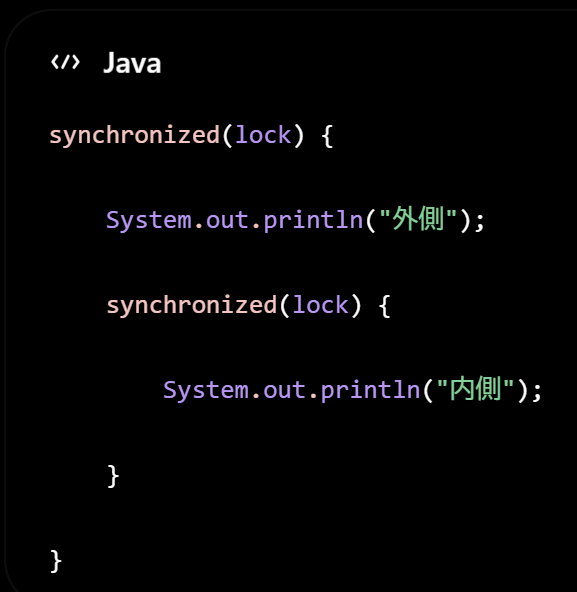 </> Java
synchronized(lock) {
    System.out.println("外側");
    synchronized(lock) {
        System.out.println("内側");
    }
}